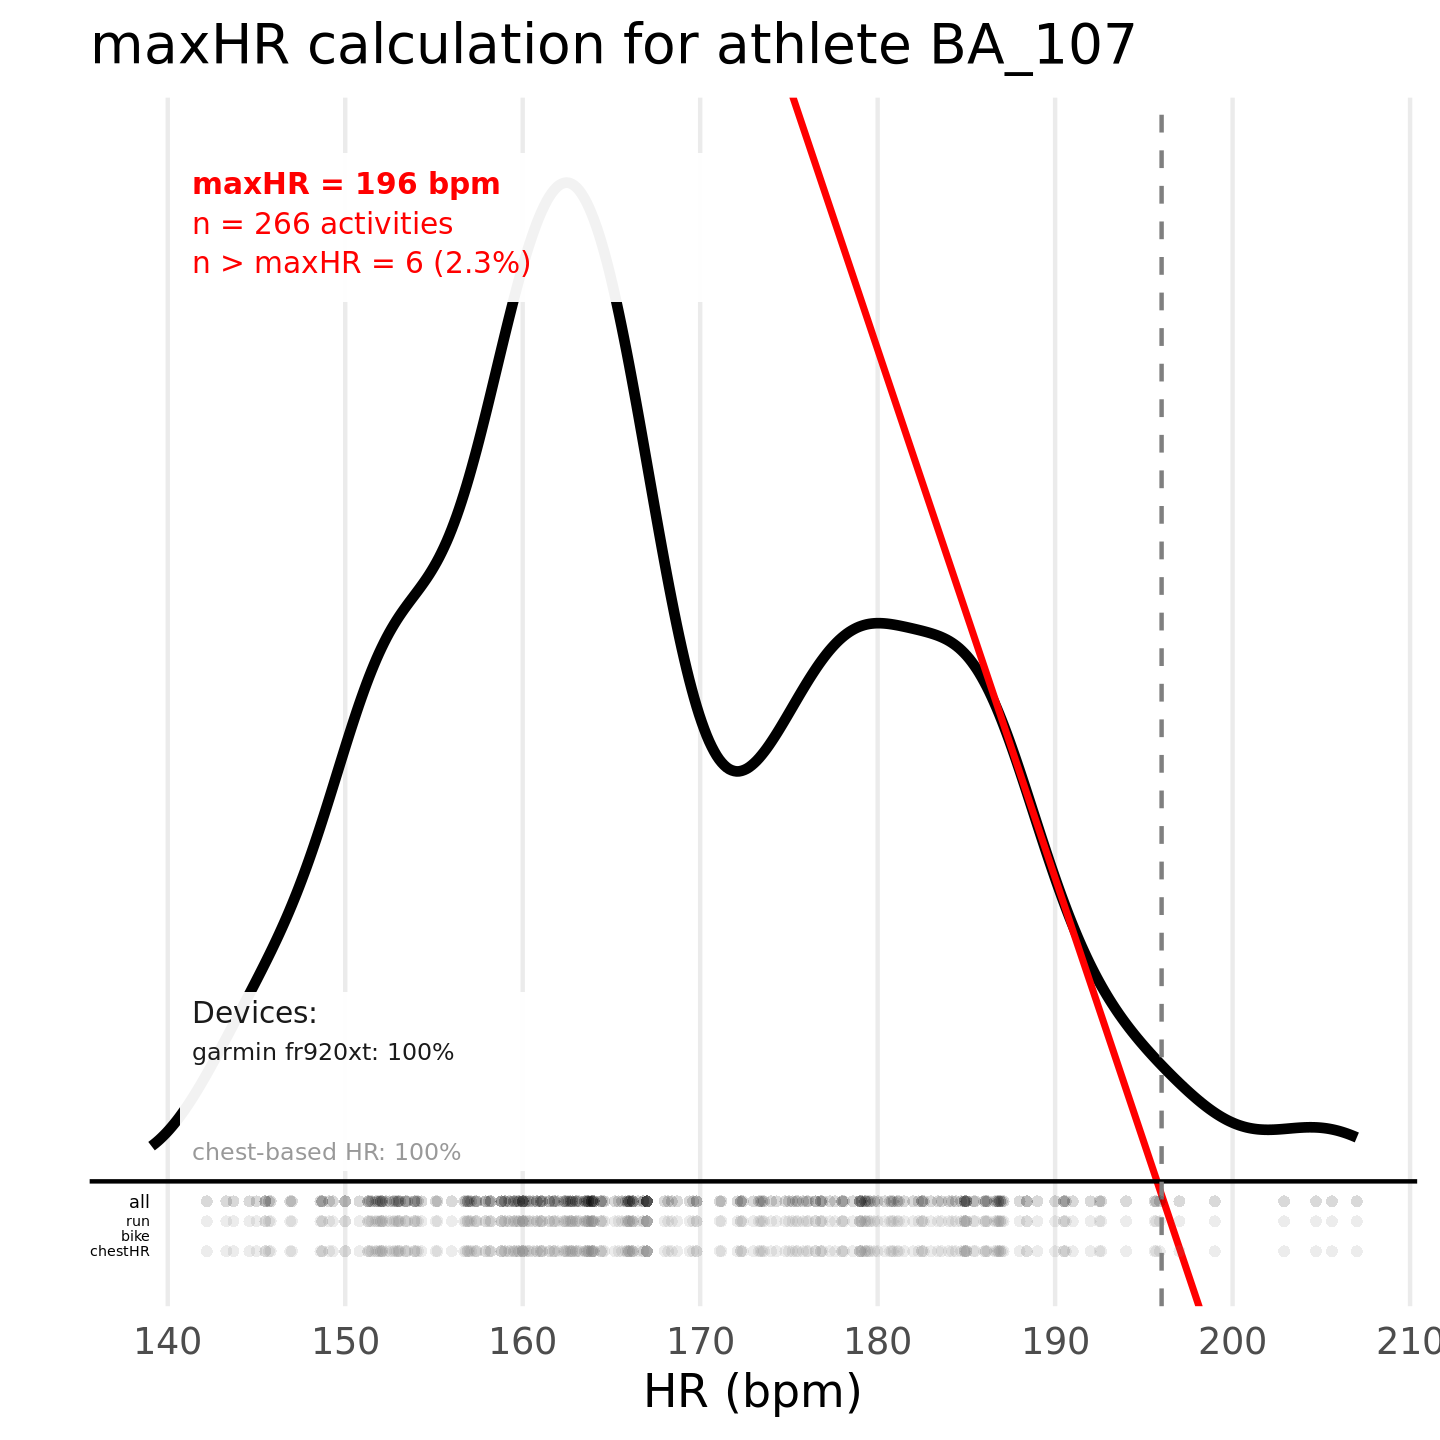 maxHR calculation for athlete BA_107
maxHR = 196 bpm
n = 266 activities
n > maxHR = 6 (2.3%)
Devices:
garmin fr920xt: 100%
chest-based HR: 100%
all
run
bike
chestHR
140 150 160 170 180 190 200 210
HR (bpm)